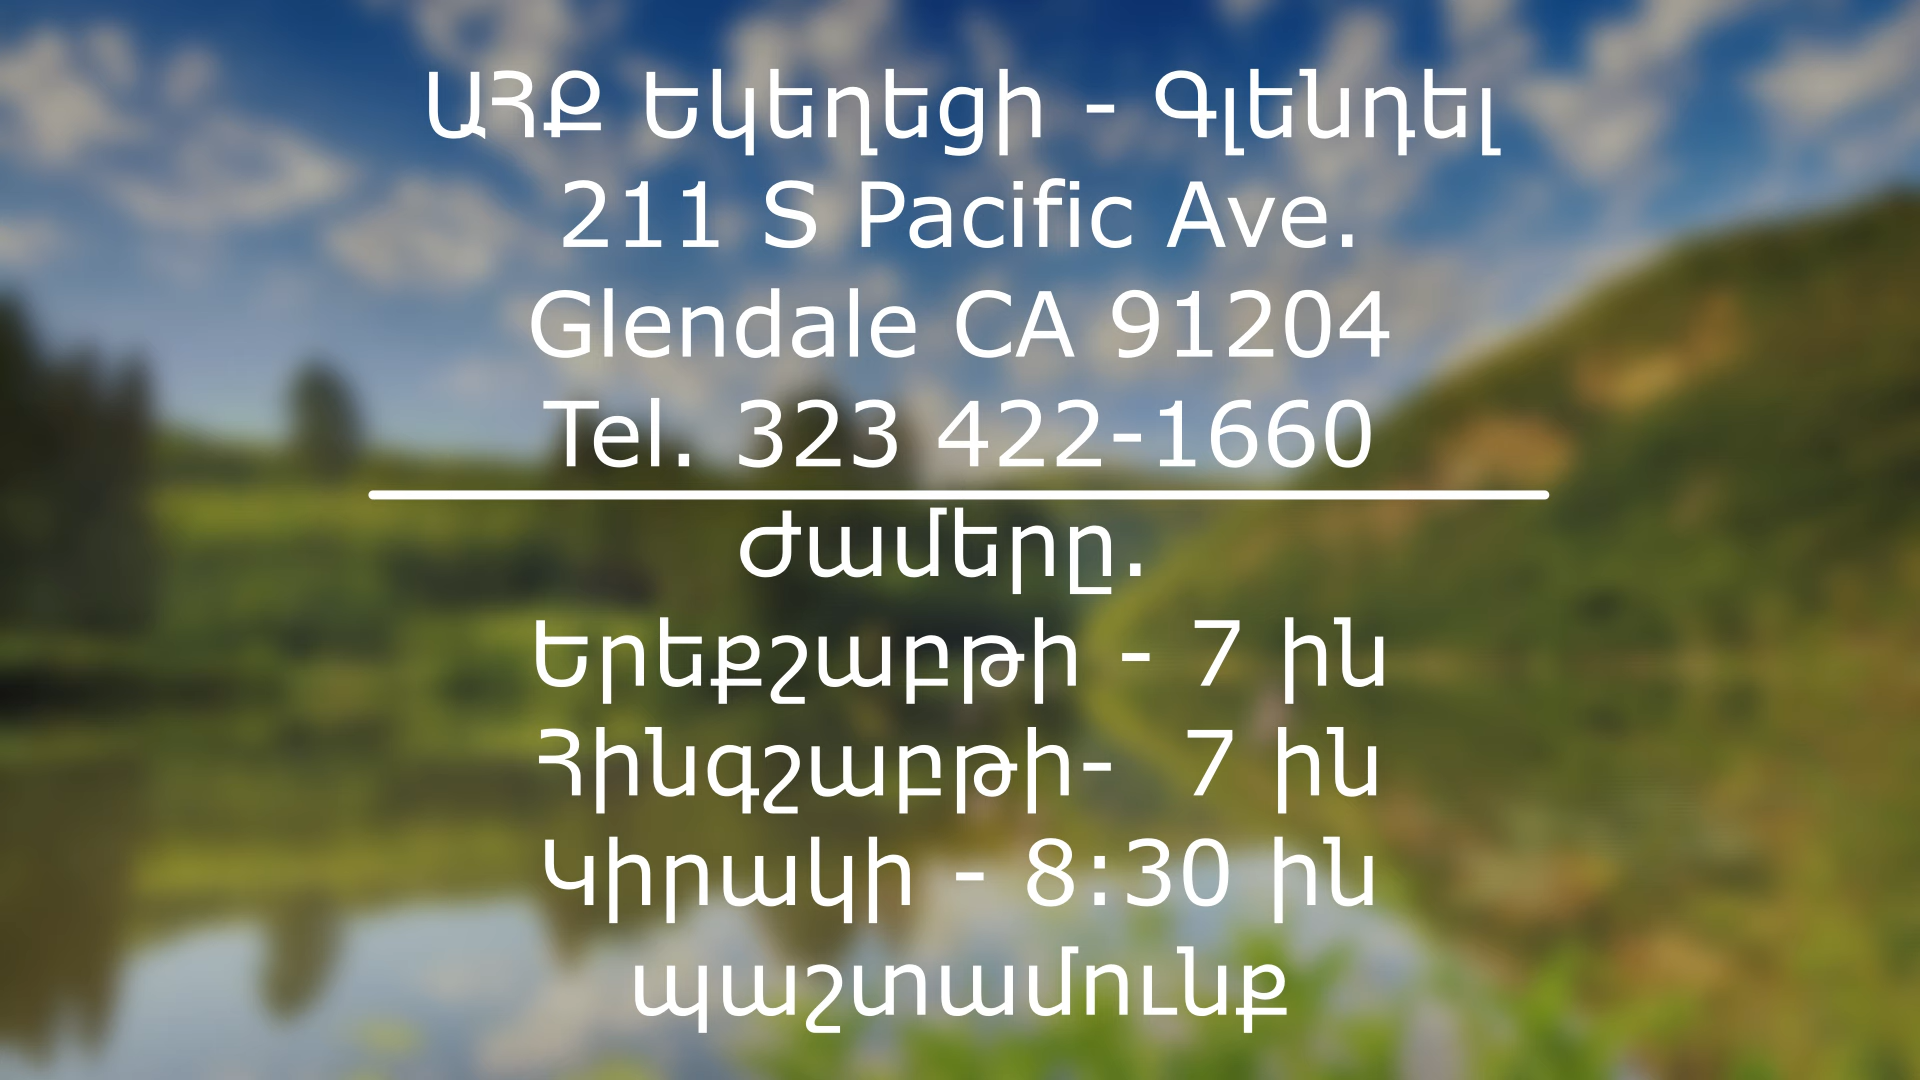 ԱՀՔ Եկեղեցի - Գլենդել
211 S Pacific Ave.
Glendale CA 91204
Tel. 323 422-1660
Ժամերը.
Երեքշաբթի - 7 ին
Հինգշաբթի- 7 ին
Կիրակի - 8:30 ին
պաշտամունք